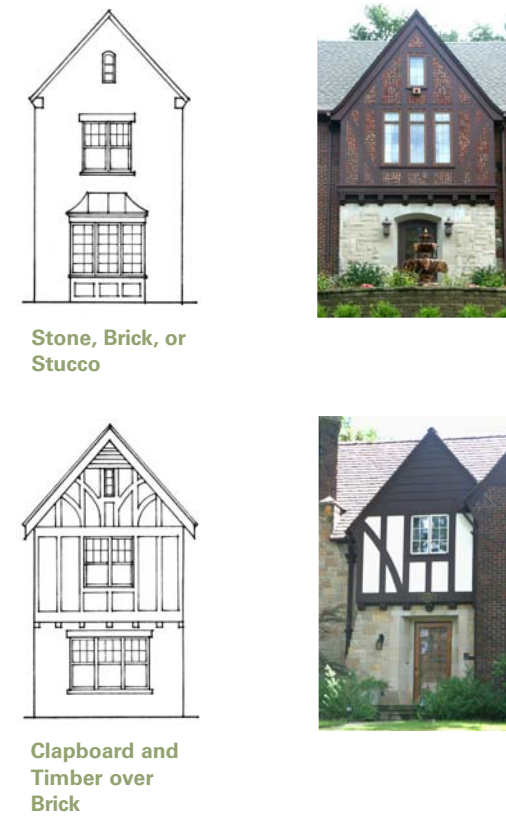 Stone, Brick, or
Stucco
Clapboard and
Timber over
Brick